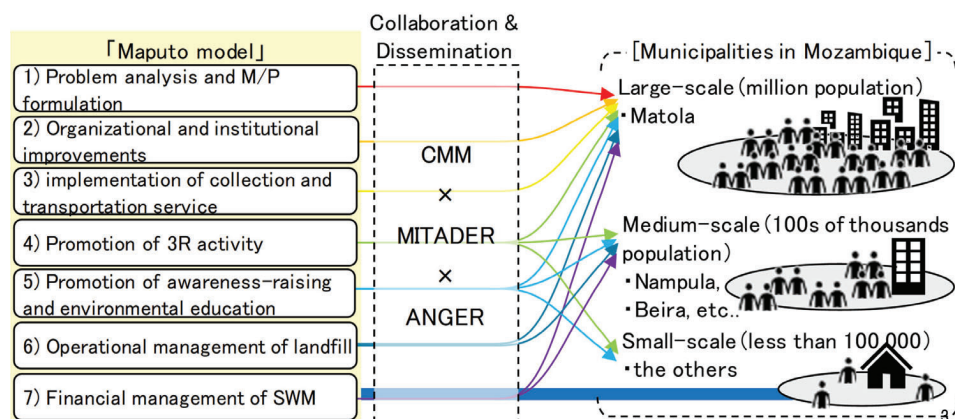 Collaboration &
Dissemination
「Maputo model」
1) Problem analysis and M/P
formulation
2) Organizational and institutional
improvements
3) implementation of collection and
transportation service
4) Promotion of 3R activity
5) Promotion of awareness-raising
and environmental education
6) Operational management of landfill
7) Financial management of SWM
CMM
×
MITADER
×
ANGER
[Municipalities in Mozambique]
Large-scale (million population)
・Matola
Medium-scale (100s of thousands
population)
・Nampula,
・Beira, etc..
Small-scale (less than 100,000)
・the others